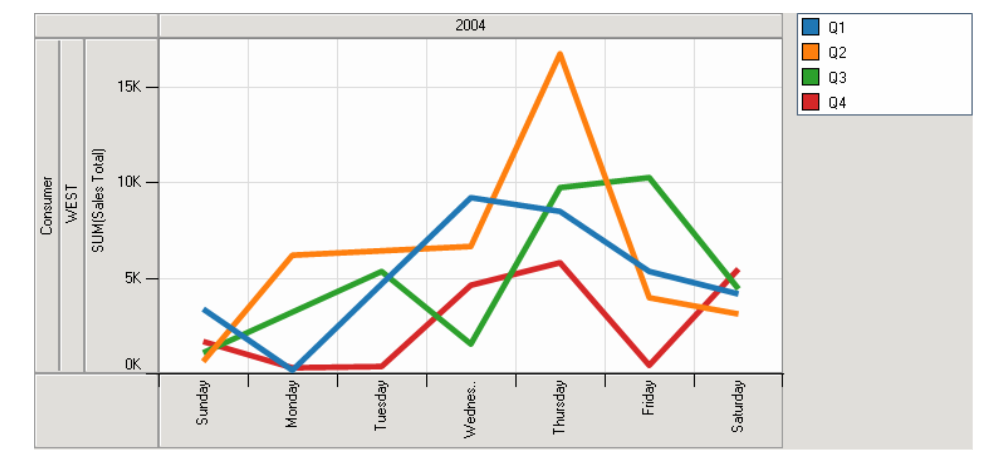 2004
Q1
Q2
Q3
Q4
Consumer
WEST
SUM(Sales Total)
15K
10K
5K
0K
Sunday
Monday
Tuesday
Wednes..
Thursday
Friday
Saturday